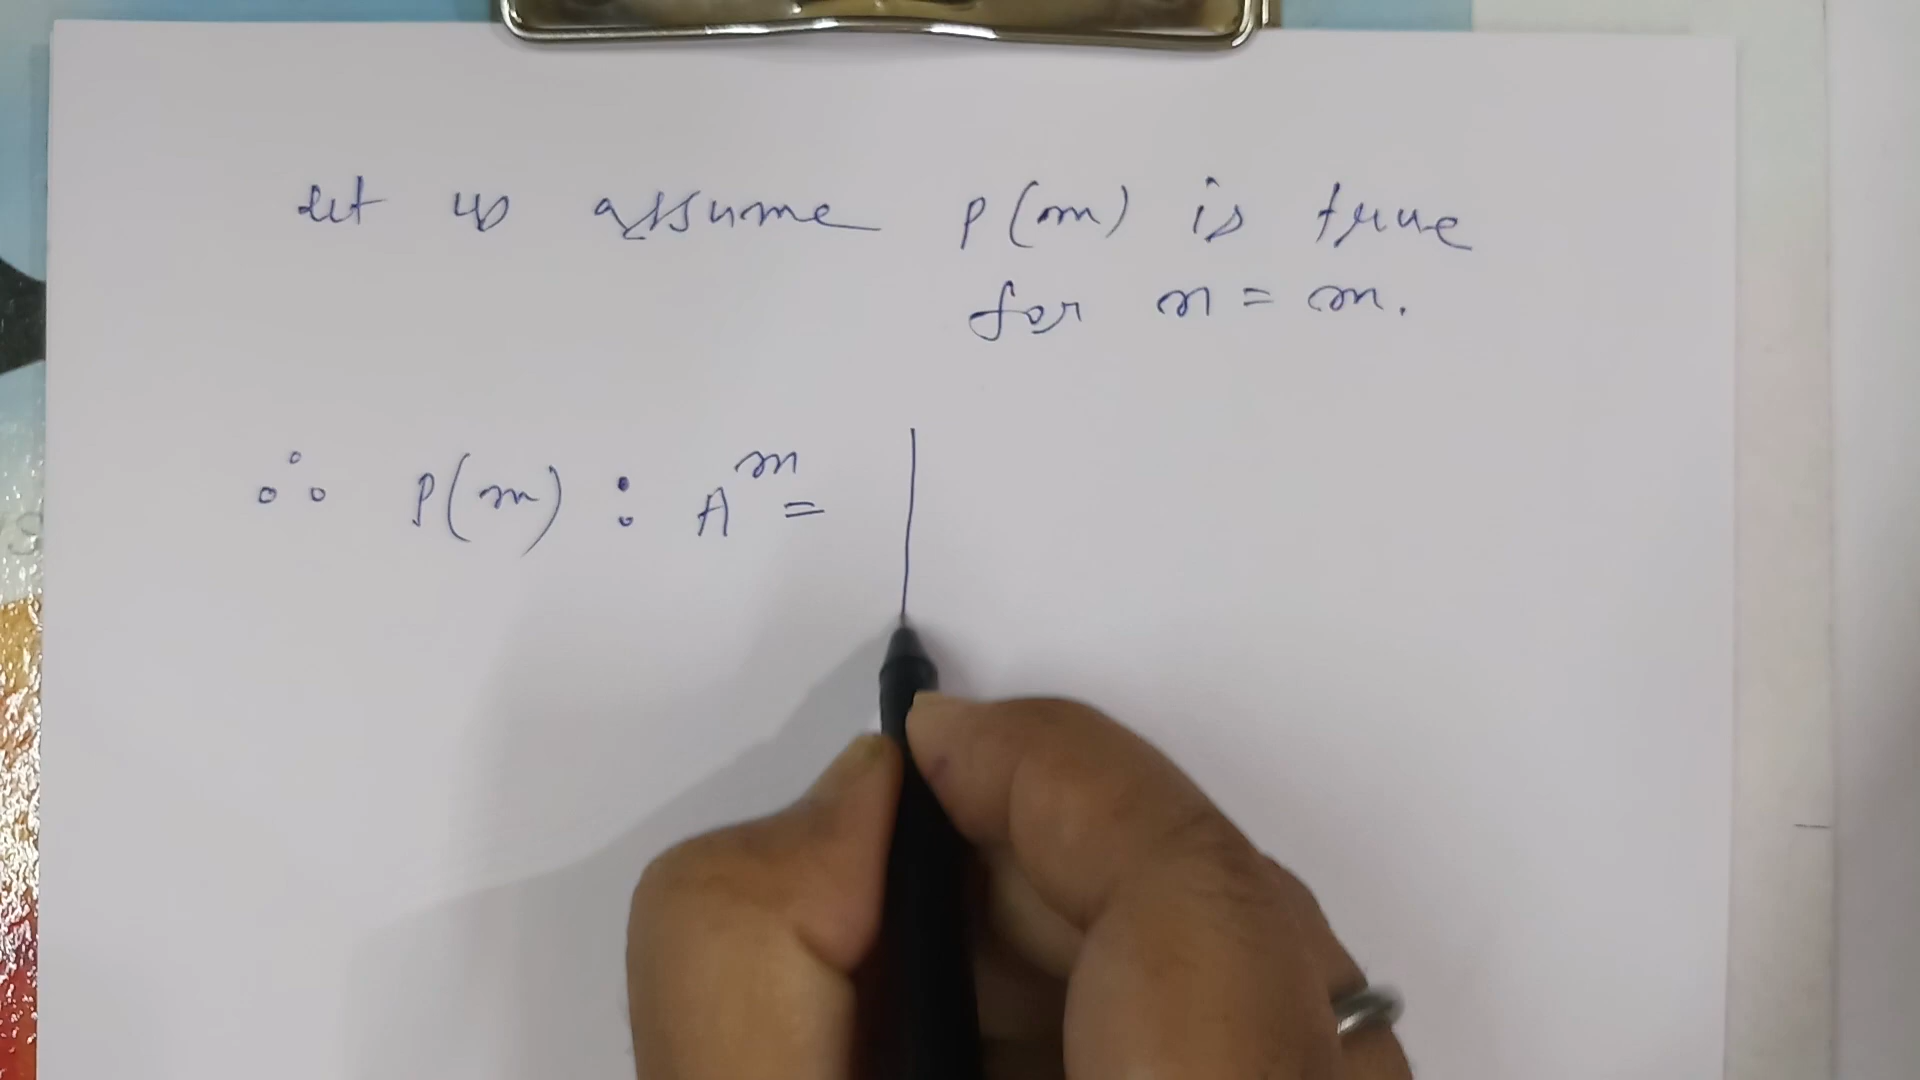 let us assume P(m) is true
for n = m.
∴ P(m) : A^m =